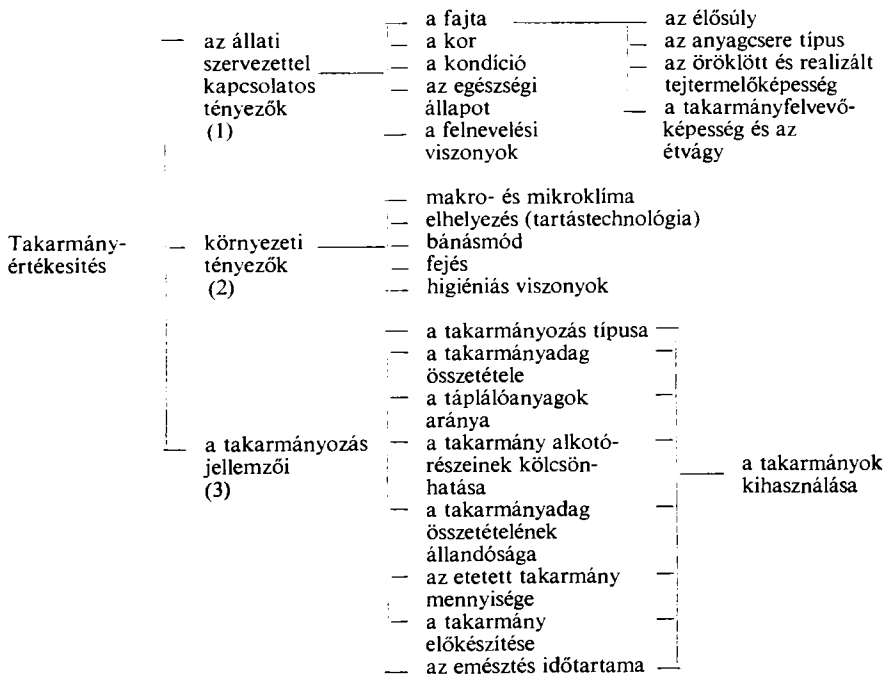 Takarmány-
értékesítés
az állati
szervezettel
kapcsolatos
tényezők
(1)
a fajta
a kor
a kondíció
az egészségi
állapot
a felnevelési
viszonyok
az élősúly
az anyagcsere típus
az öröklött és realizált
tejtermelőképesség
a takarmányfelvevő-
képesség és az
étvágy
környezeti
tényezők
(2)
makro- és mikroklíma
elhelyezés (tartástechnológia)
bánásmód
fejés
higiéniás viszonyok
a takarmányozás
jellemzői
(3)
a takarmányozás típusa
a takarmányadag
összetétele
a táplálóanyagok
aránya
a takarmány alkotó-
részeinek kölcsön-
hatása
a takarmányadag
összetételének
állandósága
az etetett takarmány
mennyisége
a takarmány
előkészítése
az emésztés időtartama
a takarmányok
kihasználása